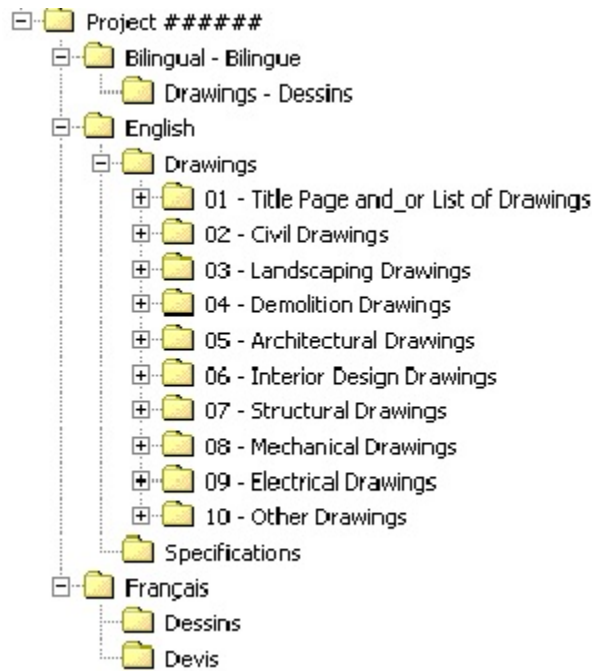 Project ######
Bilingual - Bilingue
Drawings - Dessins
English
Drawings
01 - Title Page and_or List of Drawings
02 - Civil Drawings
03 - Landscaping Drawings
04 - Demolition Drawings
05 - Architectural Drawings
06 - Interior Design Drawings
07 - Structural Drawings
08 - Mechanical Drawings
09 - Electrical Drawings
10 - Other Drawings
Specifications
Français
Dessins
Devis